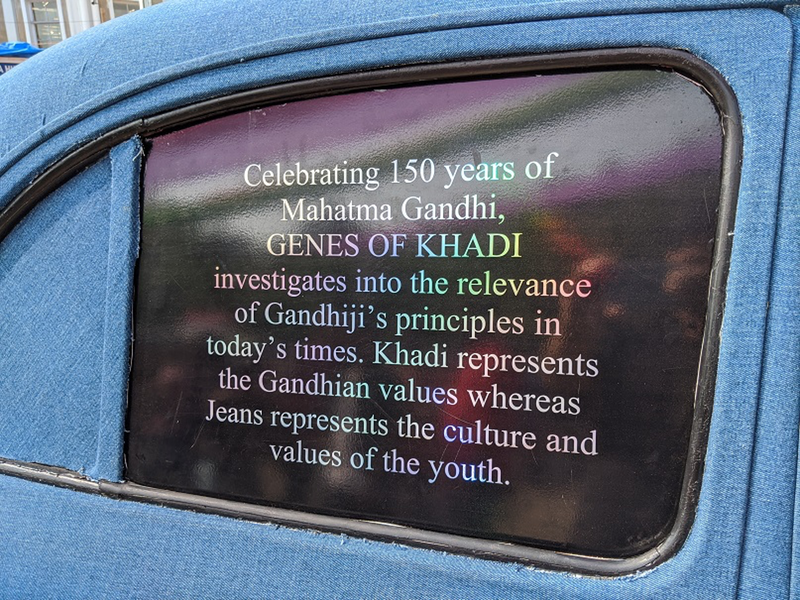 Celebrating 150 years of
Mahatma Gandhi,
GENES OF KHADI
investigates into the relevance
of Gandhiji's principles in
today's times. Khadi represents
the Gandhian values whereas
Jeans represents the culture and
values of the youth.